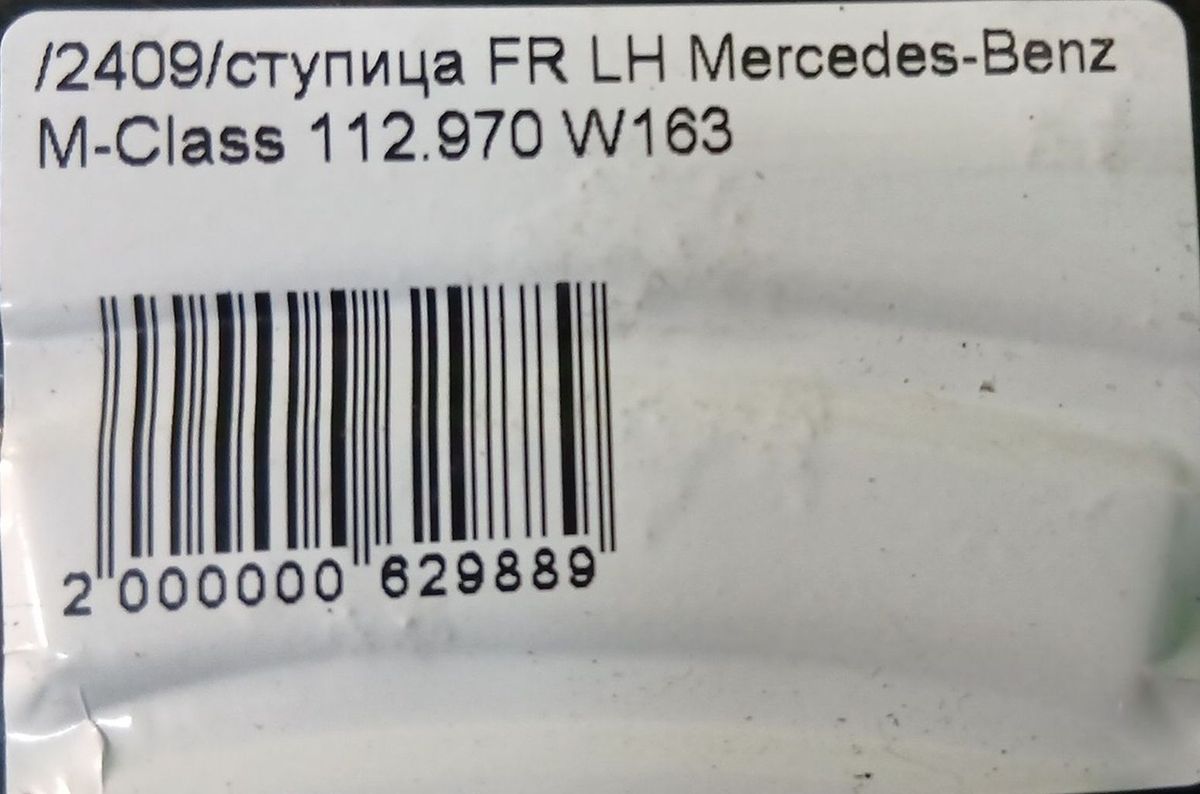 /2409/ступица FR LH Mercedes-Benz
M-Class 112.970 W163
2 000000 629889